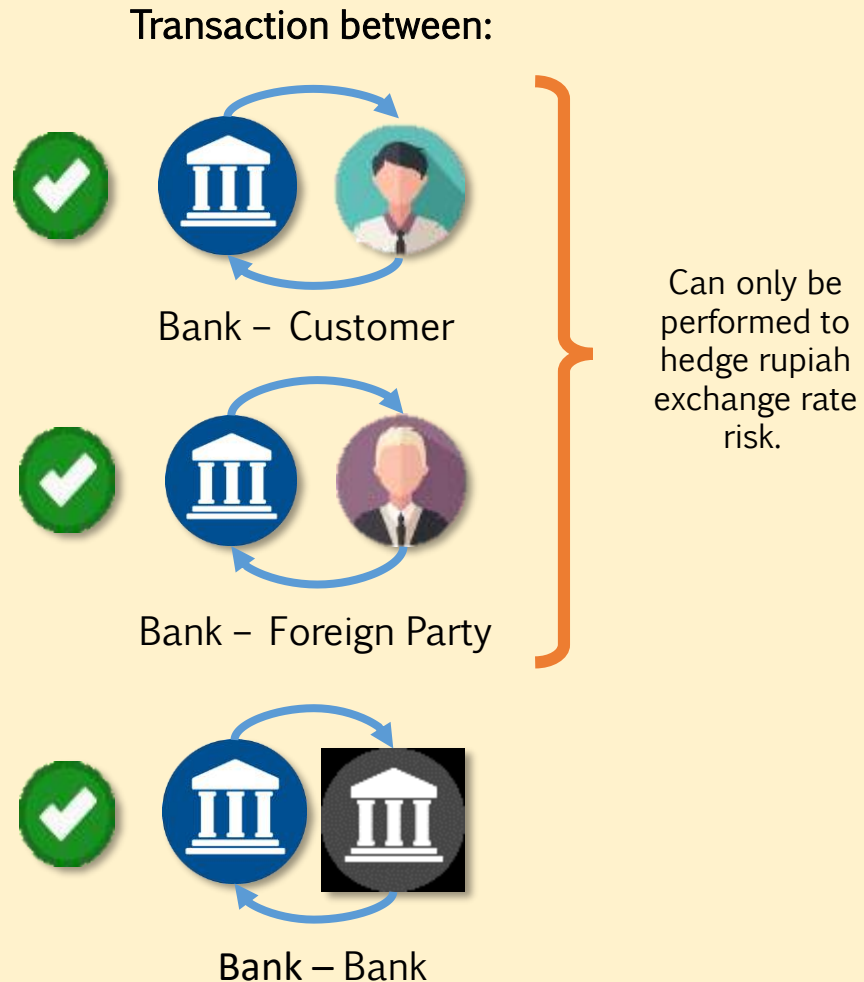 Transaction between:
Bank – Customer
Can only be
performed to
hedge rupiah
exchange rate
risk.
Bank – Foreign Party
Bank – Bank